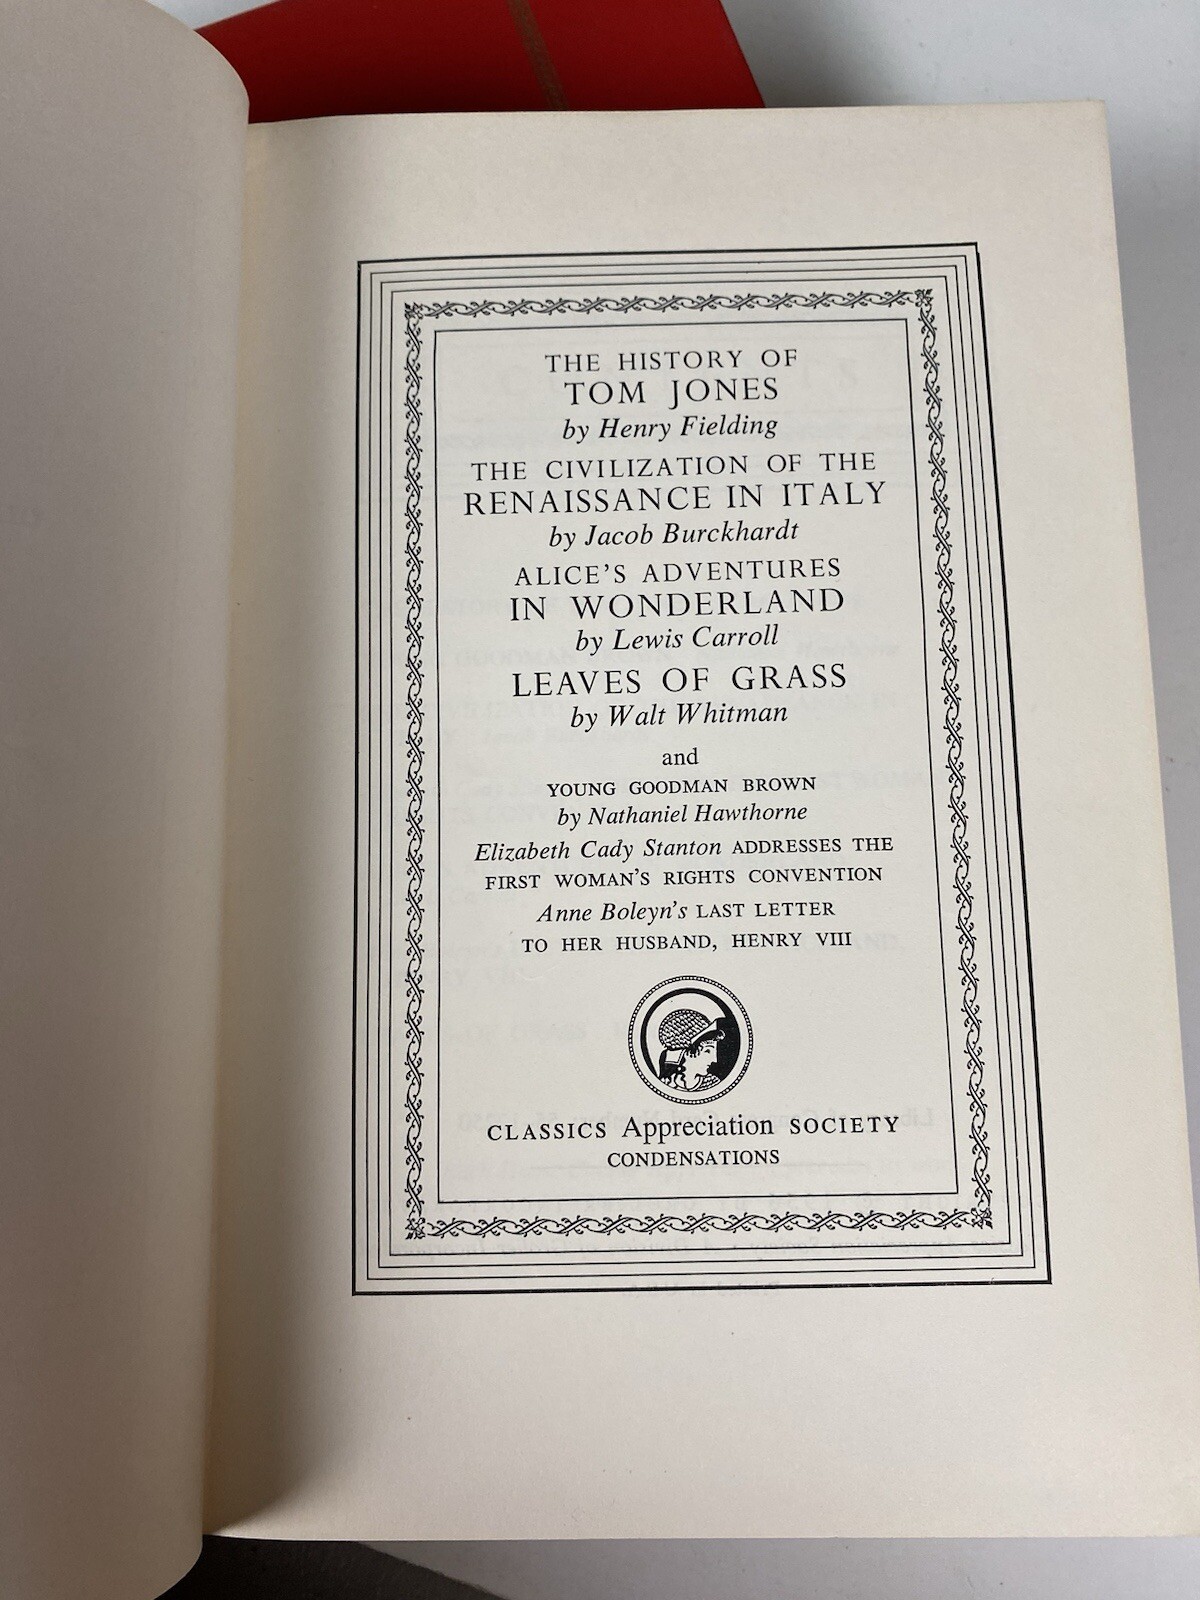 THE HISTORY OF
TOM JONES
by Henry Fielding
THE CIVILIZATION OF THE
RENAISSANCE IN ITALY
by Jacob Burckhardt
ALICE'S ADVENTURES
IN WONDERLAND
by Lewis Carroll
LEAVES OF GRASS
by Walt Whitman
and
YOUNG GOODMAN BROWN
by Nathaniel Hawthorne
Elizabeth Cady Stanton ADDRESSES THE
FIRST WOMAN'S RIGHTS CONVENTION
Anne Boleyn's LAST LETTER
TO HER HUSBAND, HENRY VIII
CLASSICS Appreciation SOCIETY
CONDENSATIONS